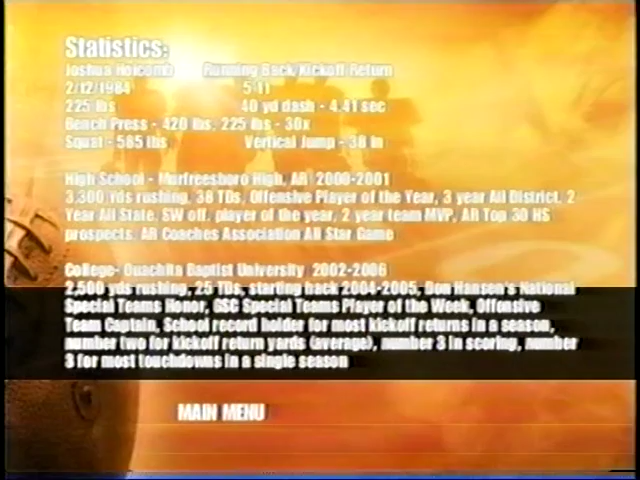 Statistics:
Joshua Holcomb Running Back/Kickoff Return
2/12/1984 5'11
225 lbs 40 yd dash - 4.41 sec
Bench Press - 420 lbs, 225 lbs - 30x
Squat - 585 lbs Vertical Jump - 38 in
High School - Murfreesboro High, AR 2000-2001
3,300 yds rushing, 38 TDs, Offensive Player of the Year, 3 year All District, 2
Year All State, SW off. player of the year, 2 year team MVP, AR Top 30 HS
prospects, AR Coaches Association All Star Game
College- Ouachita Baptist University 2002-2006
2,500 yds rushing, 25 TDs, starting back 2004-2005, Don Hansen's National
Special Teams Honor, GSC Special Teams Player of the Week, Offensive
Team Captain, School record holder for most kickoff returns in a season,
number two for kickoff return yards (average), number 3 in scoring, number
3 for most touchdowns in a single season
MAIN MENU